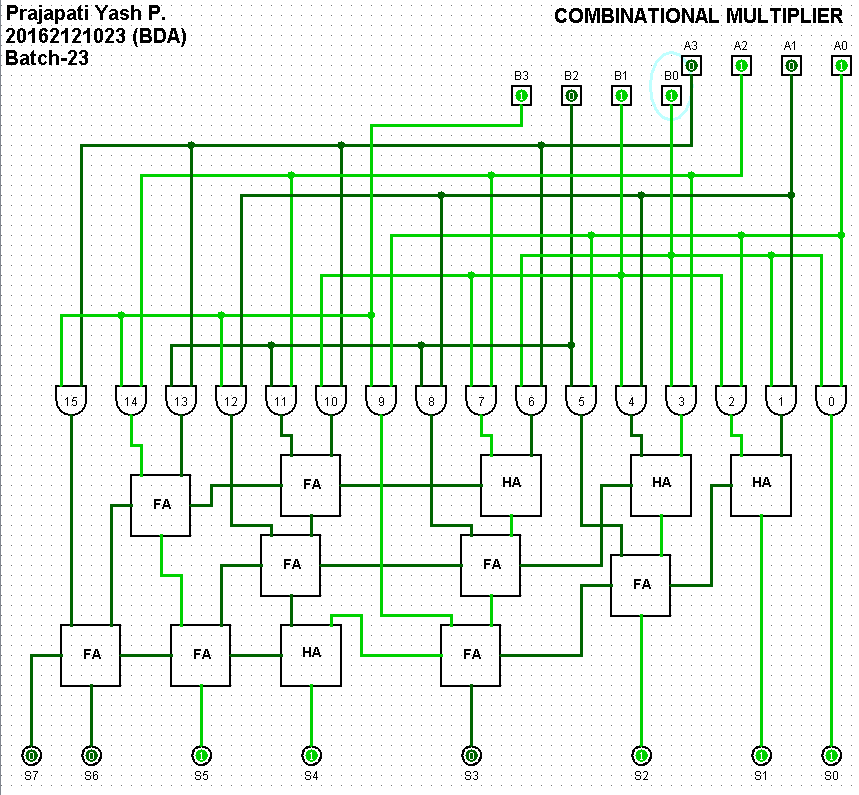 Prajapati Yash P.
20162121023 (BDA)
Batch-23
COMBINATIONAL MULTIPLIER
A3 A2 A1 A0
0 1 0 1
B3 B2 B1 B0
1 0 1 1
15 14 13 12 11 10 9 8 7 6 5 4 3 2 1 0
FA HA HA HA
FA
FA FA
FA
FA FA HA FA
0 0 1 1 0 1 1 1
S7 S6 S5 S4 S3 S2 S1 S0